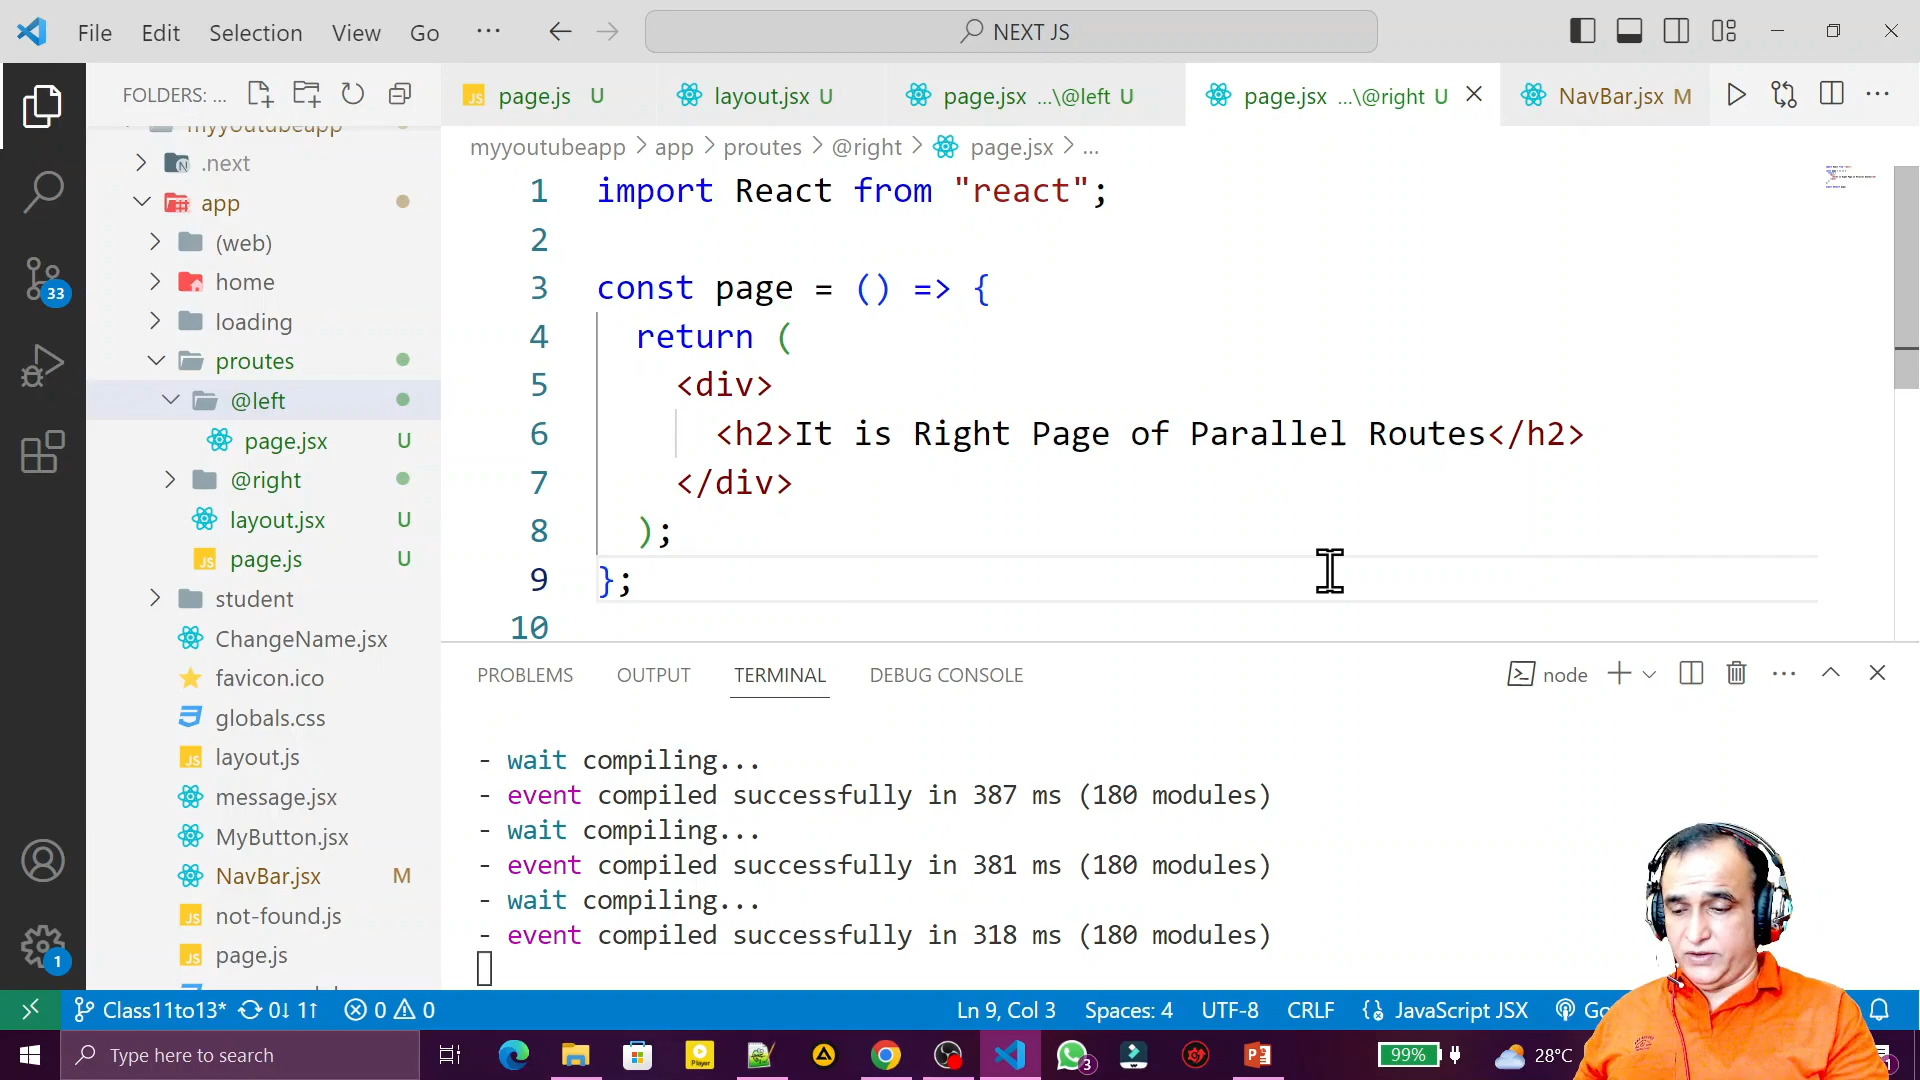 File Edit Selection View Go ... NEXT JS
FOLDERS: ...
page.js U layout.jsx U page.jsx ...\@left U page.jsx ...\@right U NavBar.jsx M
myyoutubeapp > app > proutes > @right > page.jsx > ...
myyoutubeapp
.next
app
(web)
home
loading
proutes
@left
page.jsx U
@right
layout.jsx U
page.js U
student
ChangeName.jsx
favicon.ico
globals.css
layout.js
message.jsx
MyButton.jsx
NavBar.jsx M
not-found.js
page.js
33
1
1 import React from "react";
2
3 const page = () => {
4 return (
5 <div>
6 <h2>It is Right Page of Parallel Routes</h2>
7 </div>
8 );
9 };
10
PROBLEMS OUTPUT TERMINAL DEBUG CONSOLE node
- wait compiling...
- event compiled successfully in 387 ms (180 modules)
- wait compiling...
- event compiled successfully in 381 ms (180 modules)
- wait compiling...
- event compiled successfully in 318 ms (180 modules)
Class11to13* 0↓ 1↑ 0 0 Ln 9, Col 3 Spaces: 4 UTF-8 CRLF JavaScript JSX
Type here to search 3 99% 28°C